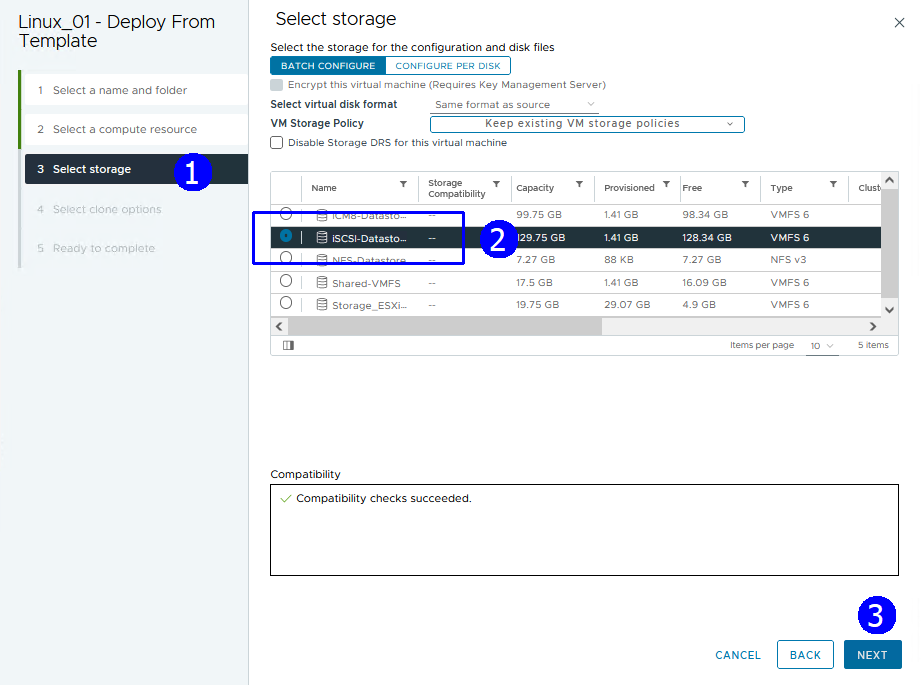 Linux_01 - Deploy From
Template
1 Select a name and folder
2 Select a compute resource
3 Select storage
1
4 Select clone options
5 Ready to complete
Select storage
Select the storage for the configuration and disk files
BATCH CONFIGURE CONFIGURE PER DISK
Encrypt this virtual machine (Requires Key Management Server)
Select virtual disk format Same format as source
VM Storage Policy Keep existing VM storage policies
Disable Storage DRS for this virtual machine
Name Storage Compatibility Capacity Provisioned Free Type Cluste
ICM8-Datasto... -- 99.75 GB 1.41 GB 98.34 GB VMFS 6
iSCSI-Datasto... -- 2 129.75 GB 1.41 GB 128.34 GB VMFS 6
NFS-Datastore -- 7.27 GB 88 KB 7.27 GB NFS v3
Shared-VMFS -- 17.5 GB 1.41 GB 16.09 GB VMFS 6
Storage_ESXi... -- 19.75 GB 29.07 GB 4.9 GB VMFS 6
Items per page 10 5 items
Compatibility
Compatibility checks succeeded.
3
CANCEL BACK NEXT